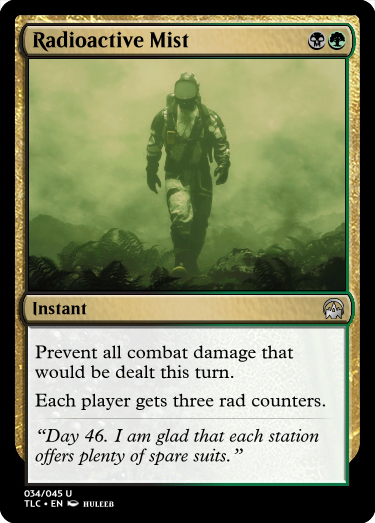 Radioactive Mist
Instant
Prevent all combat damage that
would be dealt this turn.
Each player gets three rad counters.
“Day 46. I am glad that each station
offers plenty of spare suits.”
034/045 U
TLC • EN HULEEB